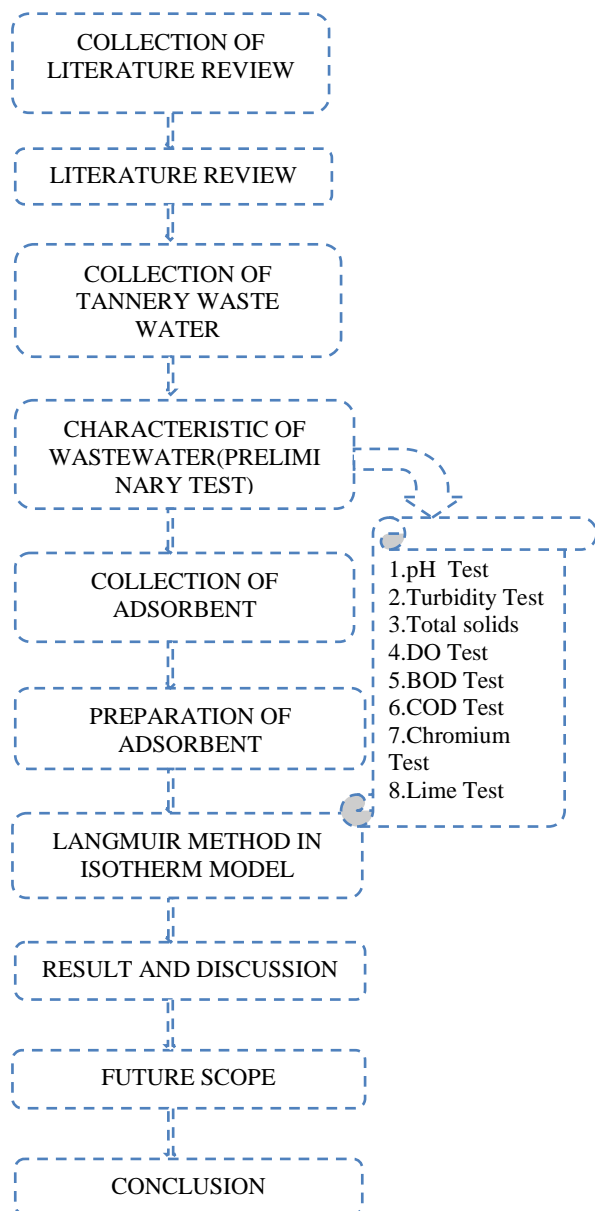 COLLECTION OF
LITERATURE REVIEW
LITERATURE REVIEW
COLLECTION OF
TANNERY WASTE
WATER
CHARACTERISTIC OF
WASTEWATER(PRELIMI
NARY TEST)
1.pH Test
2.Turbidity Test
3.Total solids
4.DO Test
5.BOD Test
6.COD Test
7.Chromium
Test
8.Lime Test
COLLECTION OF
ADSORBENT
PREPARATION OF
ADSORBENT
LANGMUIR METHOD IN
ISOTHERM MODEL
RESULT AND DISCUSSION
FUTURE SCOPE
CONCLUSION